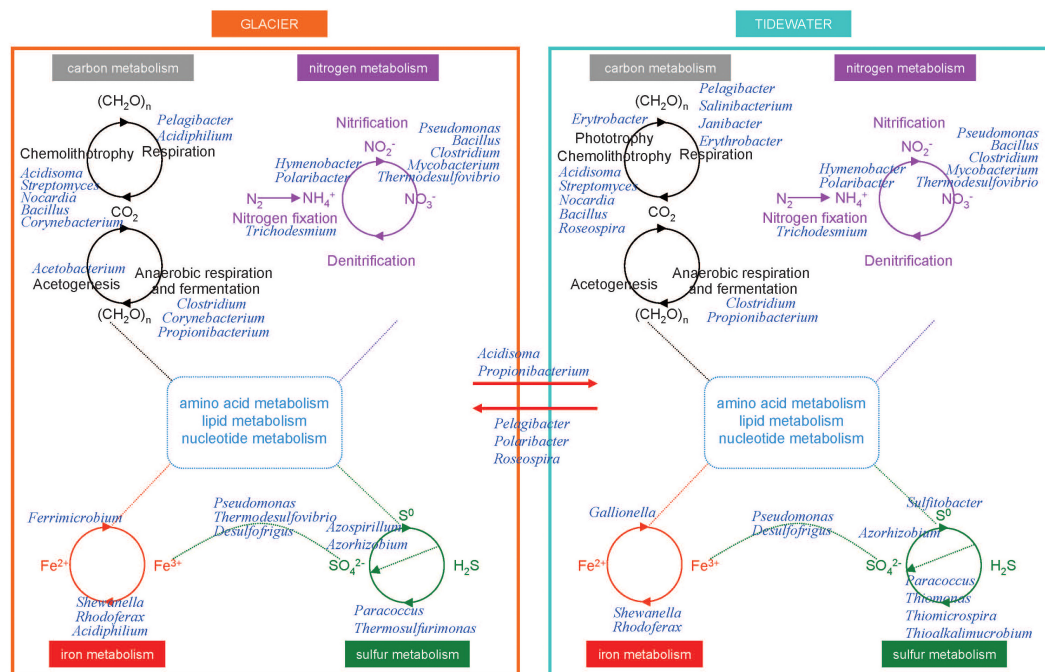 GLACIER
carbon metabolism
nitrogen metabolism
(CH2O)n
Pelagibacter
Acidiphilium
Chemolithotrophy
Respiration
Acidisoma
Streptomyces
Nocardia
Bacillus
Corynebacterium
CO2
Acetobacterium
Acetogenesis
Anaerobic respiration
and fermentation
(CH2O)n
Clostridium
Corynebacterium
Propionibacterium
Nitrification
NO2-
Pseudomonas
Bacillus
Clostridium
Mycobacterium
Thermodesulfovibrio
Hymenobacter
Polaribacter
N2
NH4+
NO3-
Nitrogen fixation
Trichodesmium
Denitrification
amino acid metabolism
lipid metabolism
nucleotide metabolism
Ferrimicrobium
Fe2+
Fe3+
Shewanella
Rhodoferax
Acidiphilium
iron metabolism
Pseudomonas
Thermodesulfovibrio
Desulfofrigus
S0
Azospirillum
Azorhizobium
SO42-
H2S
Paracoccus
Thermosulfurimonas
sulfur metabolism
Acidisoma
Propionibacterium
Pelagibacter
Polaribacter
Roseospira
TIDEWATER
carbon metabolism
nitrogen metabolism
(CH2O)n
Pelagibacter
Salinibacterium
Janibacter
Erythrobacter
Erytrobacter
Phototrophy
Chemolithotrophy
Respiration
Acidisoma
Streptomyces
Nocardia
Bacillus
Roseospira
CO2
Acetogenesis
Anaerobic respiration
and fermentation
(CH2O)n
Clostridium
Propionibacterium
Nitrification
NO2-
Pseudomonas
Bacillus
Clostridium
Mycobacterium
Thermodesulfovibrio
Hymenobacter
Polaribacter
N2
NH4+
NO3-
Nitrogen fixation
Trichodesmium
Denitrification
amino acid metabolism
lipid metabolism
nucleotide metabolism
Gallionella
Fe2+
Fe3+
Shewanella
Rhodoferax
iron metabolism
Pseudomonas
Desulfofrigus
Sulfitobacter
S0
Azorhizobium
SO42-
H2S
Paracoccus
Thiomonas
Thiomicrospira
Thioalkalimucrobium
sulfur metabolism